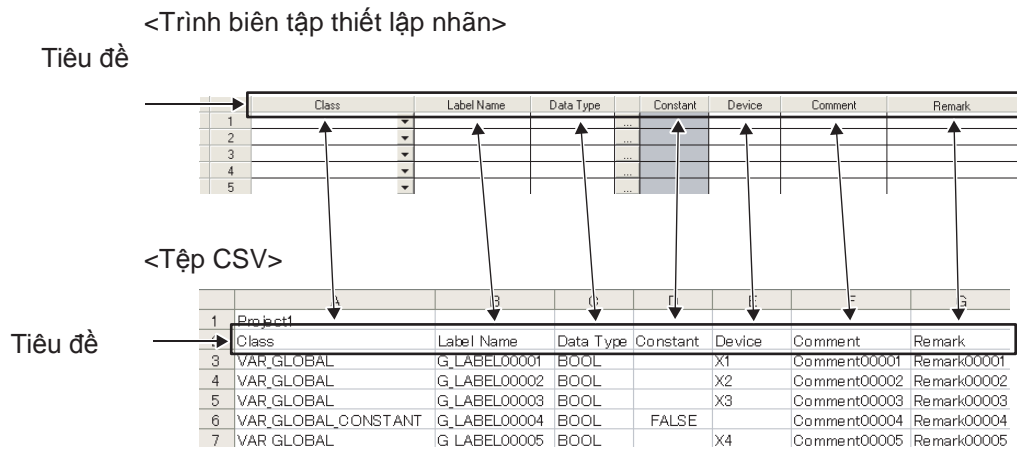 <Trình biên tập thiết lập nhãn>
Tiêu đề
Class Label Name Data Type Constant Device Comment Remark
1 ...
2 ...
3 ...
4 ...
5 ...
<Tệp CSV>
A B C D E F G
1 Project1
Tiêu đề
2 Class Label Name Data Type Constant Device Comment Remark
3 VAR_GLOBAL G_LABEL00001 BOOL X1 Comment00001 Remark00001
4 VAR_GLOBAL G_LABEL00002 BOOL X2 Comment00002 Remark00002
5 VAR_GLOBAL G_LABEL00003 BOOL X3 Comment00003 Remark00003
6 VAR_GLOBAL_CONSTANT G_LABEL00004 BOOL FALSE Comment00004 Remark00004
7 VAR_GLOBAL G_LABEL00005 BOOL X4 Comment00005 Remark00005